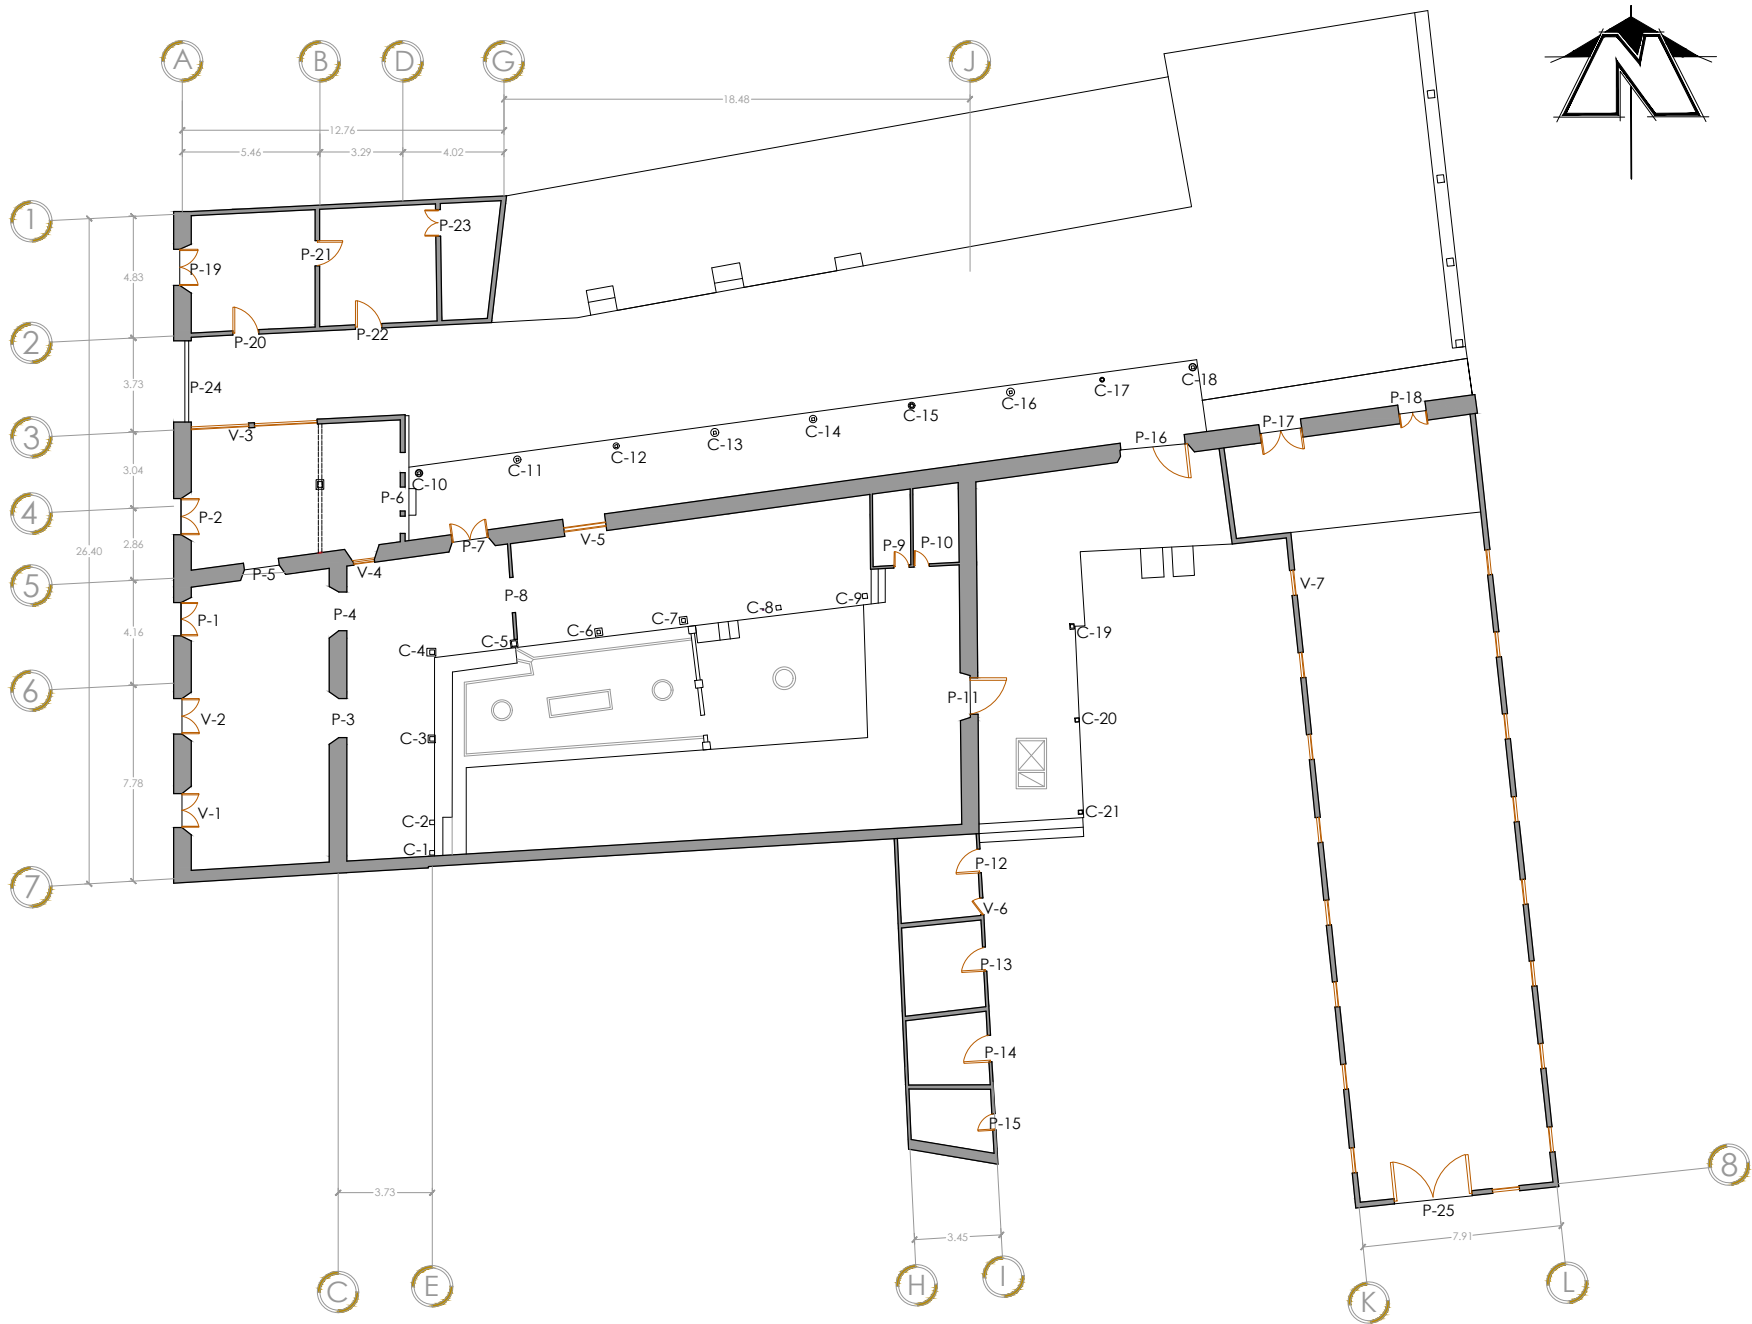 A B D G J
N
18.48
12.76
5.46 3.29 4.02
1
P-23
P-21
P-19
4.83
2
P-20 P-22
3.73
P-24
C-18
C-17
P-18
C-16
C-15
P-17
3
V-3
C-14
P-16
C-13
C-12
3.04
C-11
C-10
P-6
4
P-2
V-5
26.40
2.86
P-7
P-9 P-10
5
P-5
V-4
V-7
P-8
C-9
P-1
P-4
C-8
C-7
4.16
C-6
C-19
C-5
C-4
6
P-11
V-2
P-3
C-20
C-3
7.78
V-1
C-21
C-2
C-1
7
P-12
V-6
P-13
P-14
P-15
8
3.73
P-25
3.45
7.91
C E H I K L